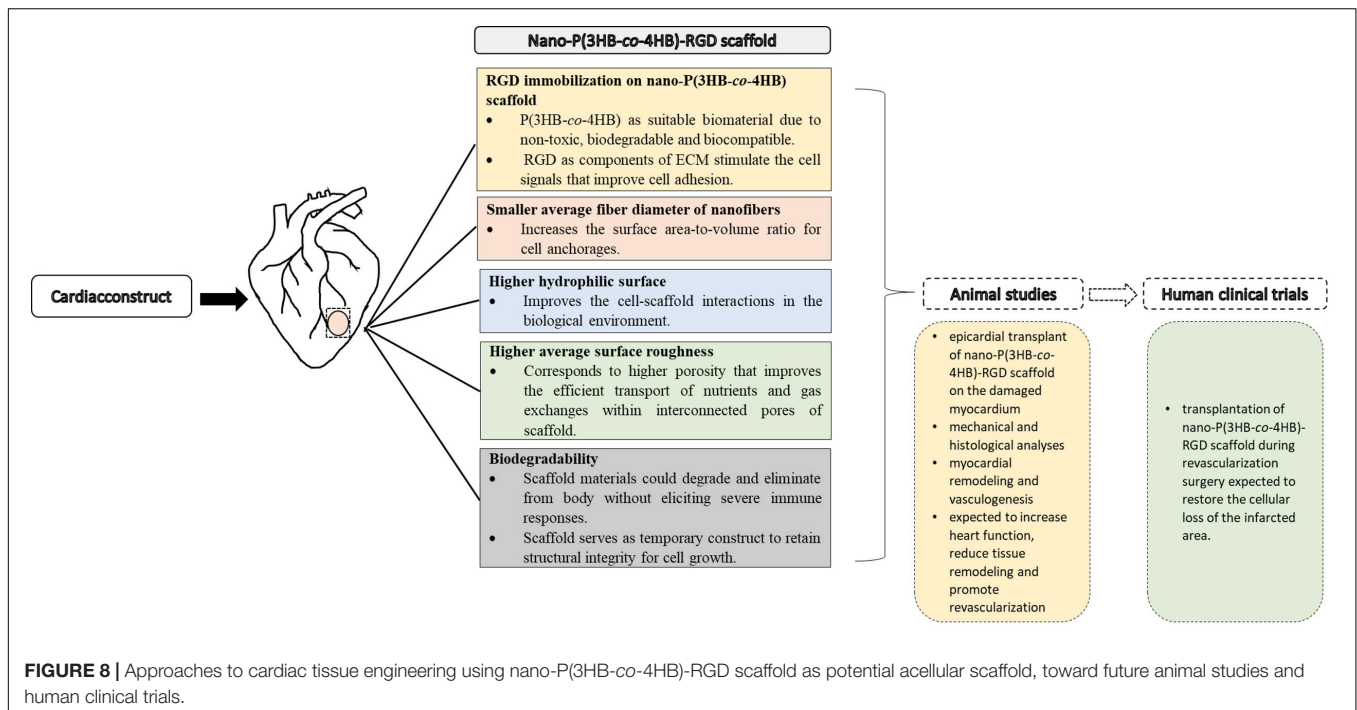 Nano-P(3HB-co-4HB)-RGD scaffold
RGD immobilization on nano-P(3HB-co-4HB)
scaffold
• P(3HB-co-4HB) as suitable biomaterial due to
non-toxic, biodegradable and biocompatible.
• RGD as components of ECM stimulate the cell
signals that improve cell adhesion.
Smaller average fiber diameter of nanofibers
• Increases the surface area-to-volume ratio for
cell anchorages.
Higher hydrophilic surface
• Improves the cell-scaffold interactions in the
biological environment.
Higher average surface roughness
• Corresponds to higher porosity that improves
the efficient transport of nutrients and gas
exchanges within interconnected pores of
scaffold.
Biodegradability
• Scaffold materials could degrade and eliminate
from body without eliciting severe immune
responses.
• Scaffold serves as temporary construct to retain
structural integrity for cell growth.
Cardiacconstruct
Animal studies
• epicardial transplant
of nano-P(3HB-co-
4HB)-RGD scaffold
on the damaged
myocardium
• mechanical and
histological analyses
• myocardial
remodeling and
vasculogenesis
• expected to increase
heart function,
reduce tissue
remodeling and
promote
revascularization
Human clinical trials
• transplantation of
nano-P(3HB-co-4HB)-
RGD scaffold during
revascularization
surgery expected to
restore the cellular
loss of the infarcted
area.
FIGURE 8 | Approaches to cardiac tissue engineering using nano-P(3HB-co-4HB)-RGD scaffold as potential acellular scaffold, toward future animal studies and
human clinical trials.